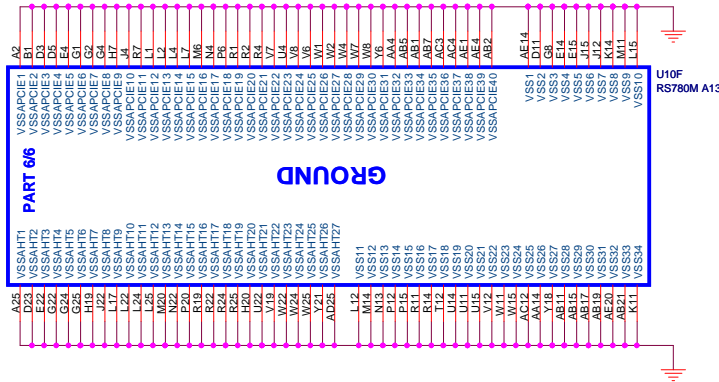 A2
B1
D3
D5
E4
G1
G2
G4
H7
J4
R7
L1
L2
L4
L7
M6
N4
P6
R1
R2
R4
V7
U4
V8
V6
W1
W2
W4
W7
W8
Y6
AA4
AB5
AB1
AB7
AC3
AC4
AE1
AE4
AB2
AE14
D11
G8
E14
E15
J15
J12
K14
M11
L15
U10F
RS780M A13
VSSAPCIE1
VSSAPCIE2
VSSAPCIE3
VSSAPCIE4
VSSAPCIE5
VSSAPCIE6
VSSAPCIE7
VSSAPCIE8
VSSAPCIE9
VSSAPCIE10
VSSAPCIE11
VSSAPCIE12
VSSAPCIE13
VSSAPCIE14
VSSAPCIE15
VSSAPCIE16
VSSAPCIE17
VSSAPCIE18
VSSAPCIE19
VSSAPCIE20
VSSAPCIE21
VSSAPCIE22
VSSAPCIE23
VSSAPCIE24
VSSAPCIE25
VSSAPCIE26
VSSAPCIE27
VSSAPCIE28
VSSAPCIE29
VSSAPCIE30
VSSAPCIE31
VSSAPCIE32
VSSAPCIE33
VSSAPCIE34
VSSAPCIE35
VSSAPCIE36
VSSAPCIE37
VSSAPCIE38
VSSAPCIE39
VSSAPCIE40
VSS1
VSS2
VSS3
VSS4
VSS5
VSS6
VSS7
VSS8
VSS9
VSS10
PART 6/6
GROUND
VSSAHT1
VSSAHT2
VSSAHT3
VSSAHT4
VSSAHT5
VSSAHT6
VSSAHT7
VSSAHT8
VSSAHT9
VSSAHT10
VSSAHT11
VSSAHT12
VSSAHT13
VSSAHT14
VSSAHT15
VSSAHT16
VSSAHT17
VSSAHT18
VSSAHT19
VSSAHT20
VSSAHT21
VSSAHT22
VSSAHT23
VSSAHT24
VSSAHT25
VSSAHT26
VSSAHT27
VSS11
VSS12
VSS13
VSS14
VSS15
VSS16
VSS17
VSS18
VSS19
VSS20
VSS21
VSS22
VSS23
VSS24
VSS25
VSS26
VSS27
VSS28
VSS29
VSS30
VSS31
VSS32
VSS33
VSS34
A25
D23
E22
G22
G24
G25
H19
J22
L17
L22
L24
L25
M20
N22
P20
R19
R22
R24
R25
H20
U22
V19
W22
W24
W25
Y21
AD25
L12
M14
N13
P12
P15
R11
R14
T12
U14
U11
U15
V12
W11
W15
AC12
AA14
Y18
AB11
AB15
AB17
AB19
AE20
AB21
K11